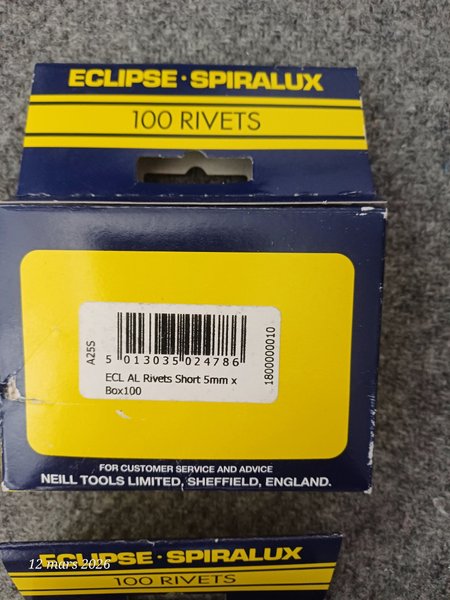 ECLIPSE · SPIRALUX
100 RIVETS
A25S
5 013035 024786
1800000010
ECL AL Rivets Short 5mm x
Box100
FOR CUSTOMER SERVICE AND ADVICE
NEILL TOOLS LIMITED, SHEFFIELD, ENGLAND.
ECLIPSE · SPIRALUX
12 mars 2026
100 RIVETS